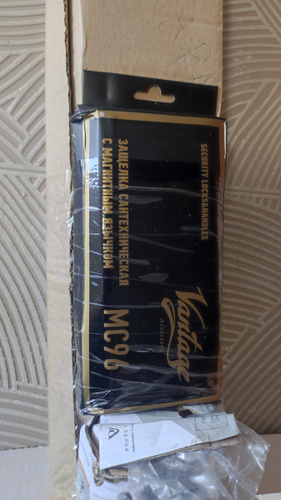 SECURITY LOCKS&HANDLES
Vantage
ЗАЩЕЛКА САНТЕХНИЧЕСКАЯ
С МАГНИТНЫМ ЯЗЫЧКОМ
MC96